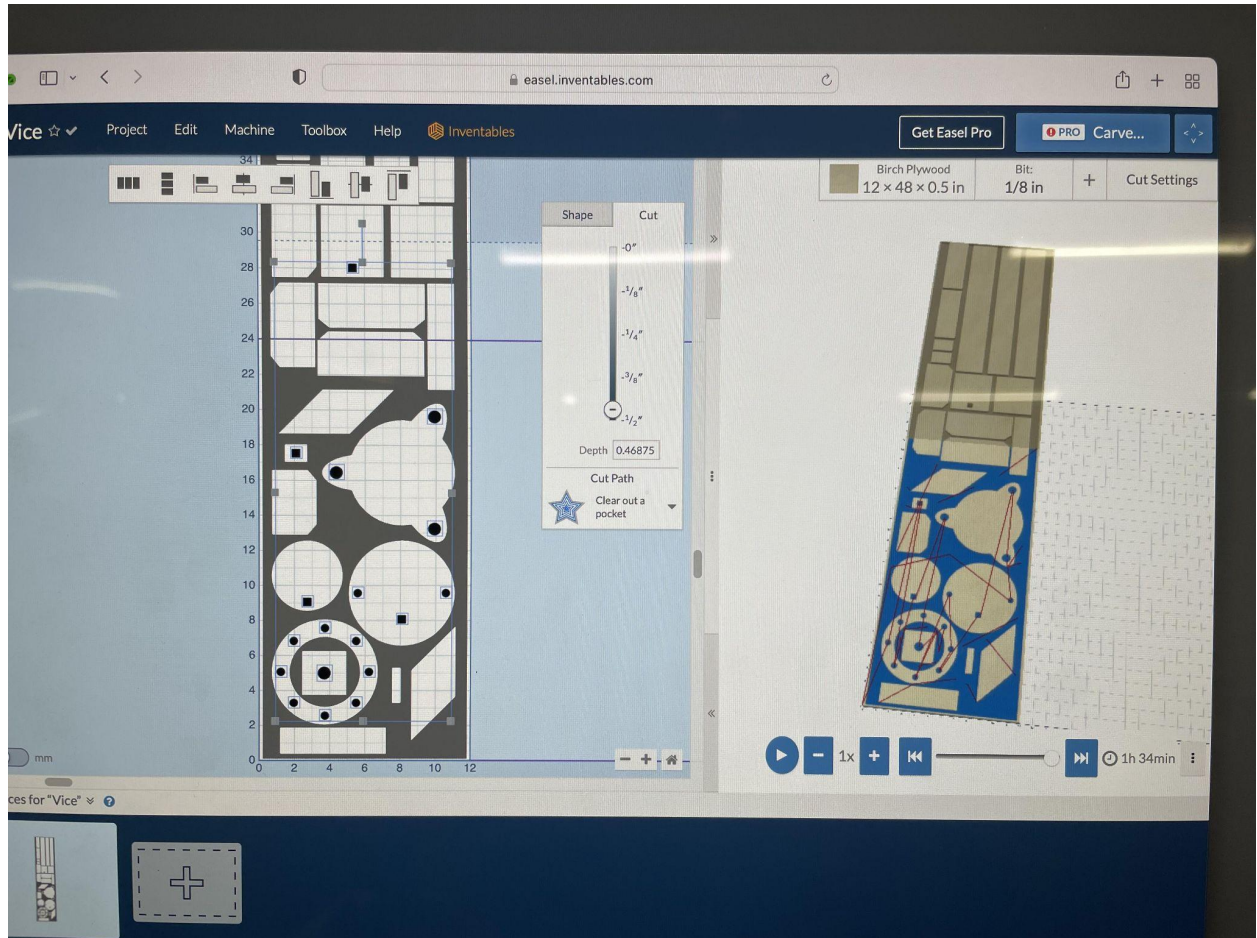 easel.inventables.com
Vice
Project
Edit
Machine
Toolbox
Help
Inventables
Get Easel Pro
PRO Carve...
Birch Plywood
12 × 48 × 0.5 in
Bit:
1/8 in
+
Cut Settings
Shape
Cut
-0"
-1/8"
-1/4"
-3/8"
-1/2"
Depth 0.46875
Cut Path
Clear out a
pocket
34
30
28
26
24
22
20
18
16
14
12
10
8
6
4
2
0
0 2 4 6 8 10 12
mm
1x
1h 34min
ces for "Vice"